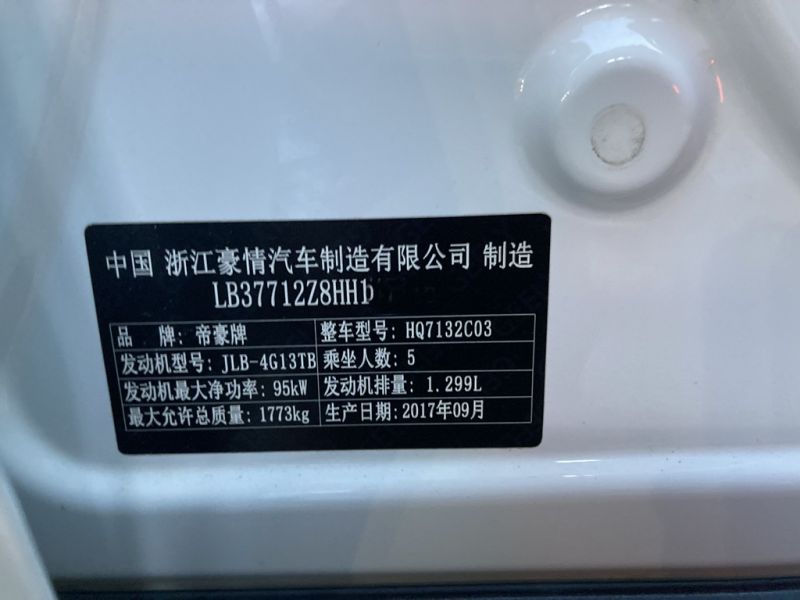 中国 浙江豪情汽车制造有限公司 制造
LB37712Z8HH1
品 牌: 帝豪牌 整车型号: HQ7132C03
发动机型号: JLB-4G13TB 乘坐人数: 5
发动机最大净功率: 95kW 发动机排量: 1.299L
最大允许总质量: 1773kg 生产日期: 2017年09月